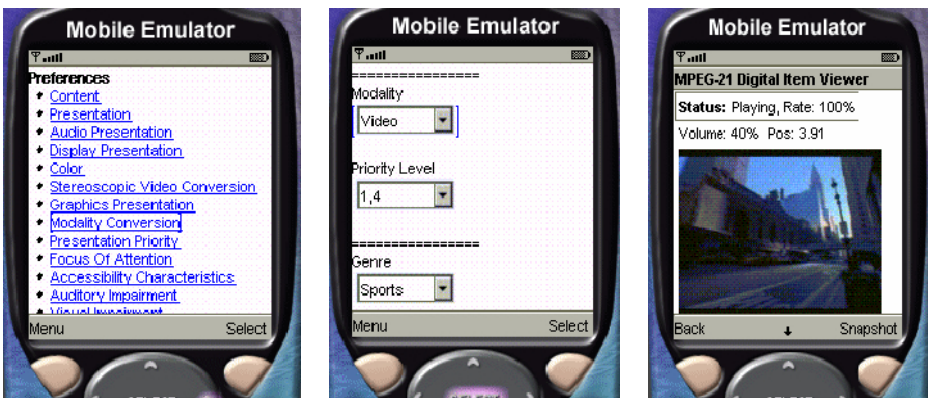 Mobile Emulator
Preferences
Content
Presentation
Audio Presentation
Display Presentation
Color
Stereoscopic Video Conversion
Graphics Presentation
Modality Conversion
Presentation Priority
Focus Of Attention
Accessibility Characteristics
Auditory Impairment
Visual Impairment
Menu Select
Mobile Emulator
================
Modality
Video
Priority Level
1,4
================
Genre
Sports
Menu Select
Mobile Emulator
MPEG-21 Digital Item Viewer
Status: Playing, Rate: 100%
Volume: 40% Pos: 3.91
Back Snapshot